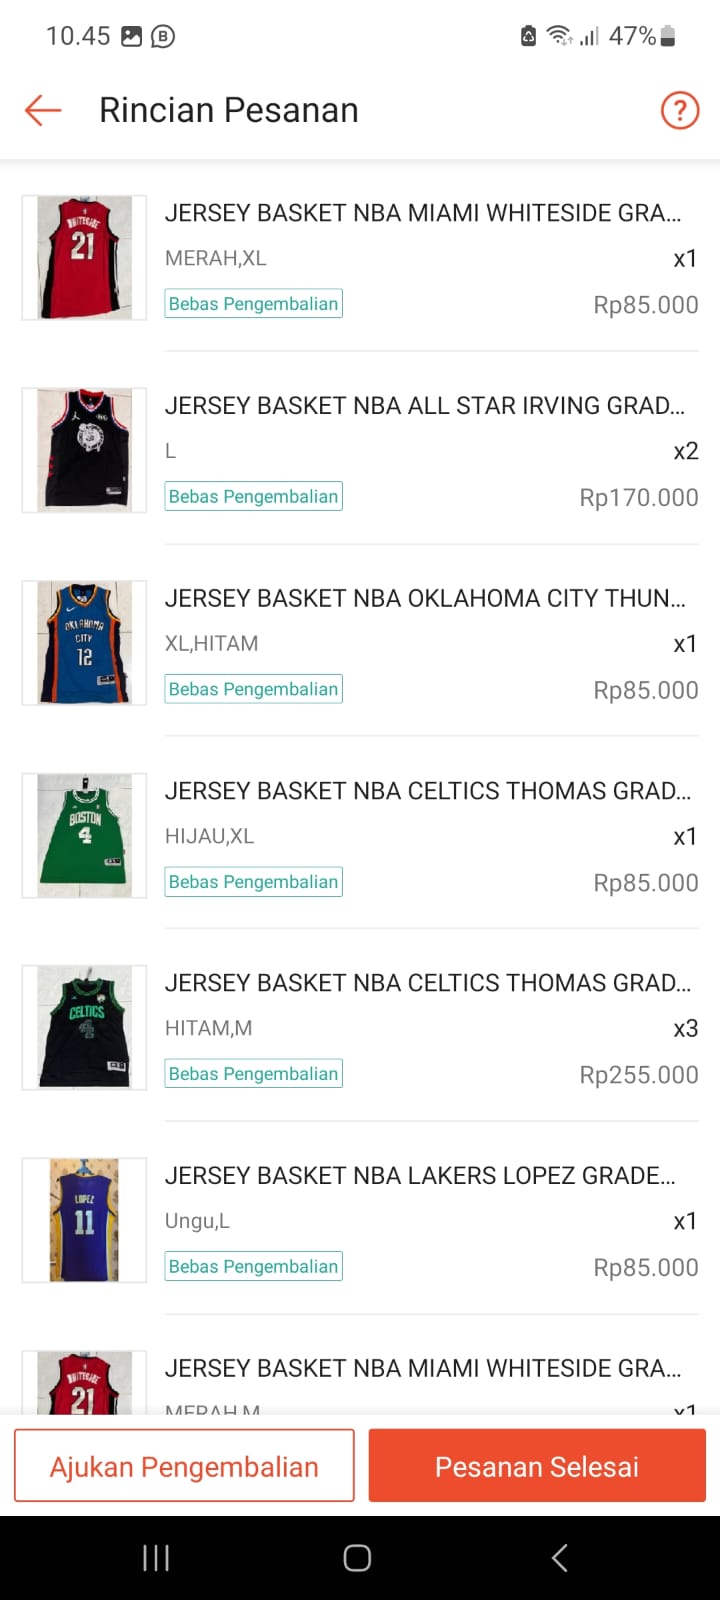 10.45
47%
Rincian Pesanan
?
WHITESIDE
21
JERSEY BASKET NBA MIAMI WHITESIDE GRA...
MERAH,XL
x1
Bebas Pengembalian
Rp85.000
JERSEY BASKET NBA ALL STAR IRVING GRAD...
L
x2
Bebas Pengembalian
Rp170.000
OKLAHOMA
CITY
12
JERSEY BASKET NBA OKLAHOMA CITY THUN...
XL,HITAM
x1
Bebas Pengembalian
Rp85.000
BOSTON
4
JERSEY BASKET NBA CELTICS THOMAS GRAD...
HIJAU,XL
x1
Bebas Pengembalian
Rp85.000
CELTICS
4
JERSEY BASKET NBA CELTICS THOMAS GRAD...
HITAM,M
x3
Bebas Pengembalian
Rp255.000
LOPEZ
11
JERSEY BASKET NBA LAKERS LOPEZ GRADE...
Ungu,L
x1
Bebas Pengembalian
Rp85.000
WHITESIDE
21
JERSEY BASKET NBA MIAMI WHITESIDE GRA...
MERAH,M
x1
Ajukan Pengembalian
Pesanan Selesai